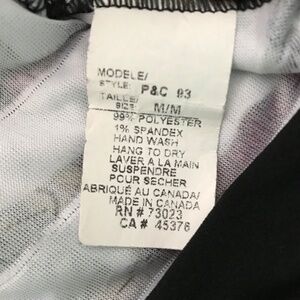 MODELE/
STYLE: P&C 93
TAILLE/
SIZE: M/M
99% POLYESTER
1% SPANDEX
HAND WASH
HANG TO DRY
LAVER A LA MAIN
SUSPENDRE
POUR SECHER
FABRIQUÉ AU CANADA/
MADE IN CANADA
RN # 73023
CA # 45376